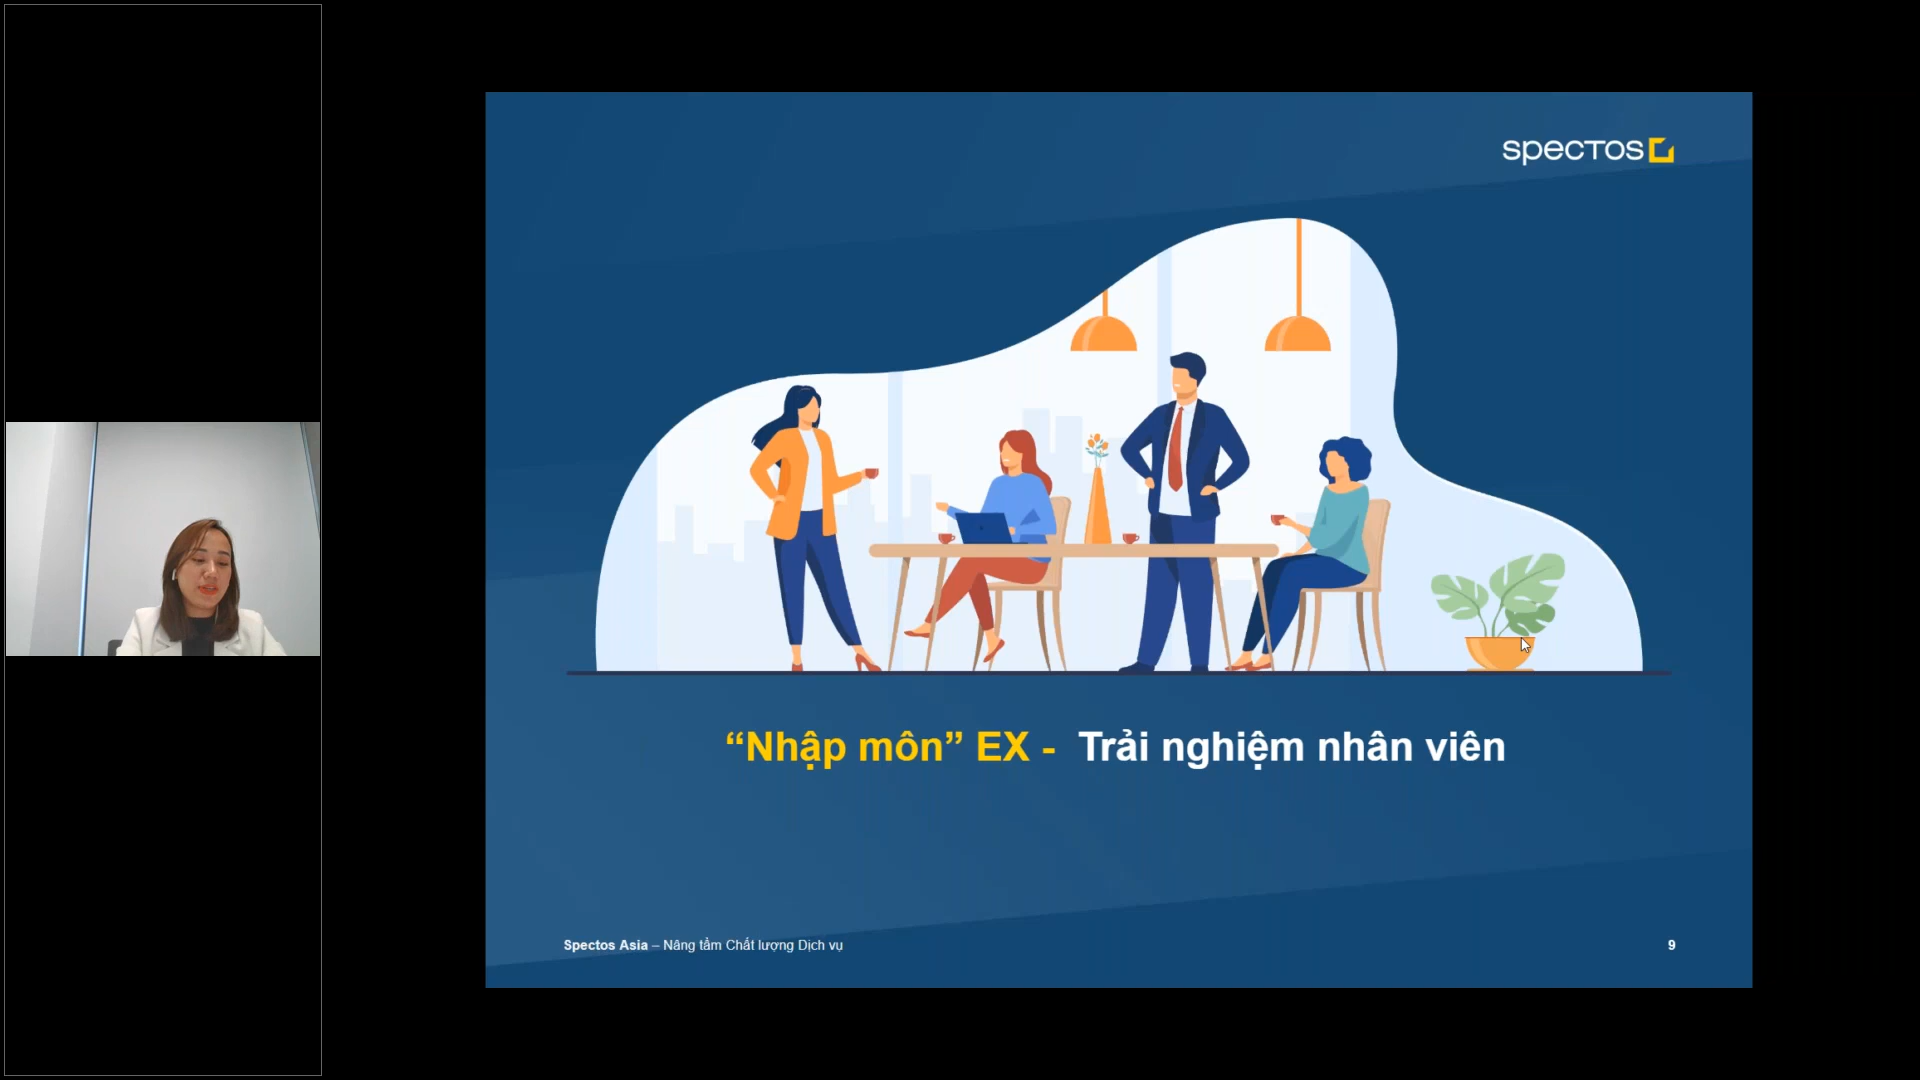 spectos
“Nhập môn” EX - Trải nghiệm nhân viên
Spectos Asia – Nâng tầm Chất lượng Dịch vụ
9